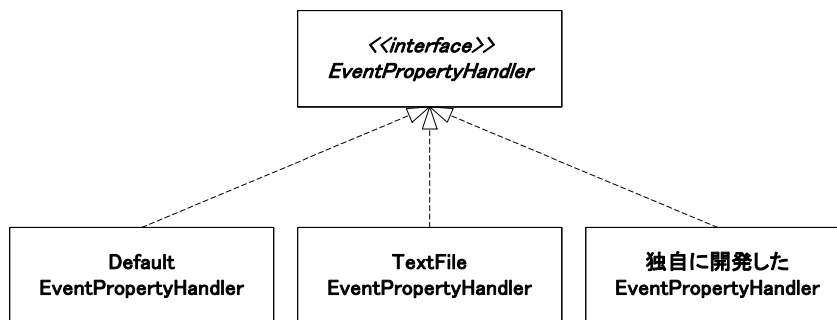 <<interface>>
EventPropertyHandler
Default
EventPropertyHandler
TextFile
EventPropertyHandler
独自に開発した
EventPropertyHandler